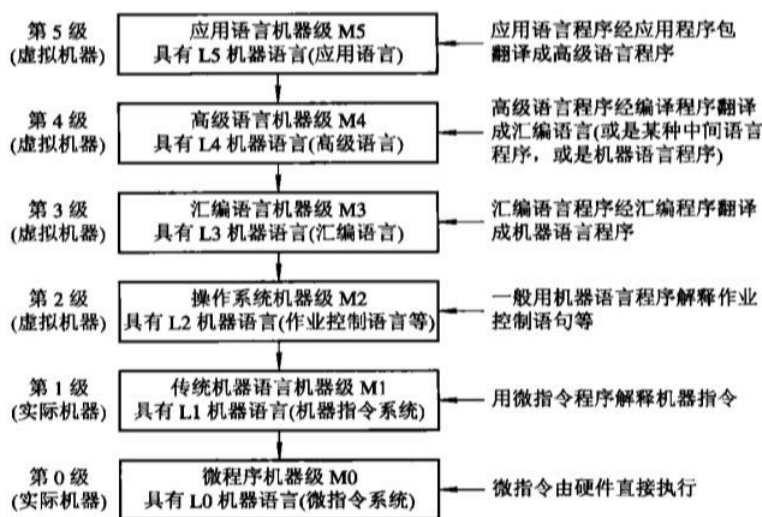 第 5 级
(虚拟机器)
应用语言机器级 M5
具有 L5 机器语言(应用语言)
应用语言程序经应用程序包
翻译成高级语言程序
第 4 级
(虚拟机器)
高级语言机器级 M4
具有 L4 机器语言(高级语言)
高级语言程序经编译程序翻译
成汇编语言(或是某种中间语言
程序，或是机器语言程序)
第 3 级
(虚拟机器)
汇编语言机器级 M3
具有 L3 机器语言(汇编语言)
汇编语言程序经汇编程序翻译
成机器语言程序
第 2 级
(虚拟机器)
操作系统机器级 M2
具有 L2 机器语言(作业控制语言等)
一般用机器语言程序解释作业
控制语句等
第 1 级
(实际机器)
传统机器语言机器级 M1
具有 L1 机器语言(机器指令系统)
用微指令程序解释机器指令
第 0 级
(实际机器)
微程序机器级 M0
具有 L0 机器语言(微指令系统)
微指令由硬件直接执行